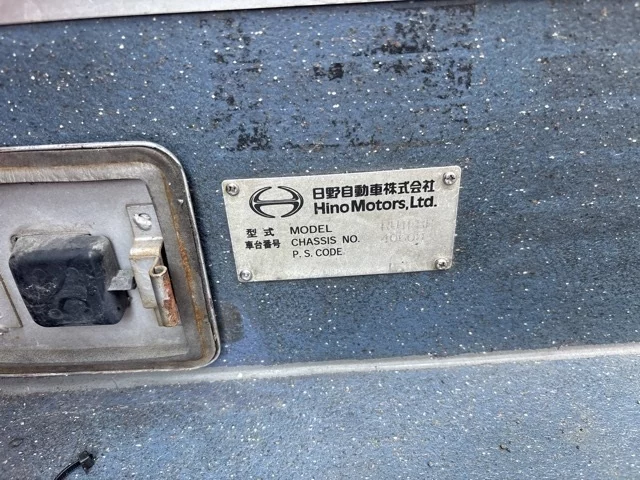 日野自動車株式会社
Hino Motors, Ltd.
型式 MODEL
車台番号 CHASSIS NO.
P.S.CODE